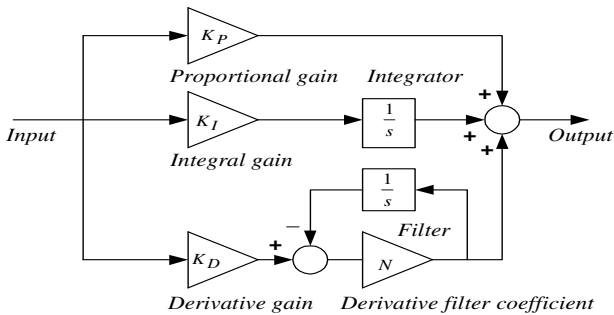 K_P
Proportional gain
Integrator
+
Input
K_I
1/s
+
+
Output
Integral gain
1/s
−
Filter
K_D
+
N
Derivative gain
Derivative filter coefficient